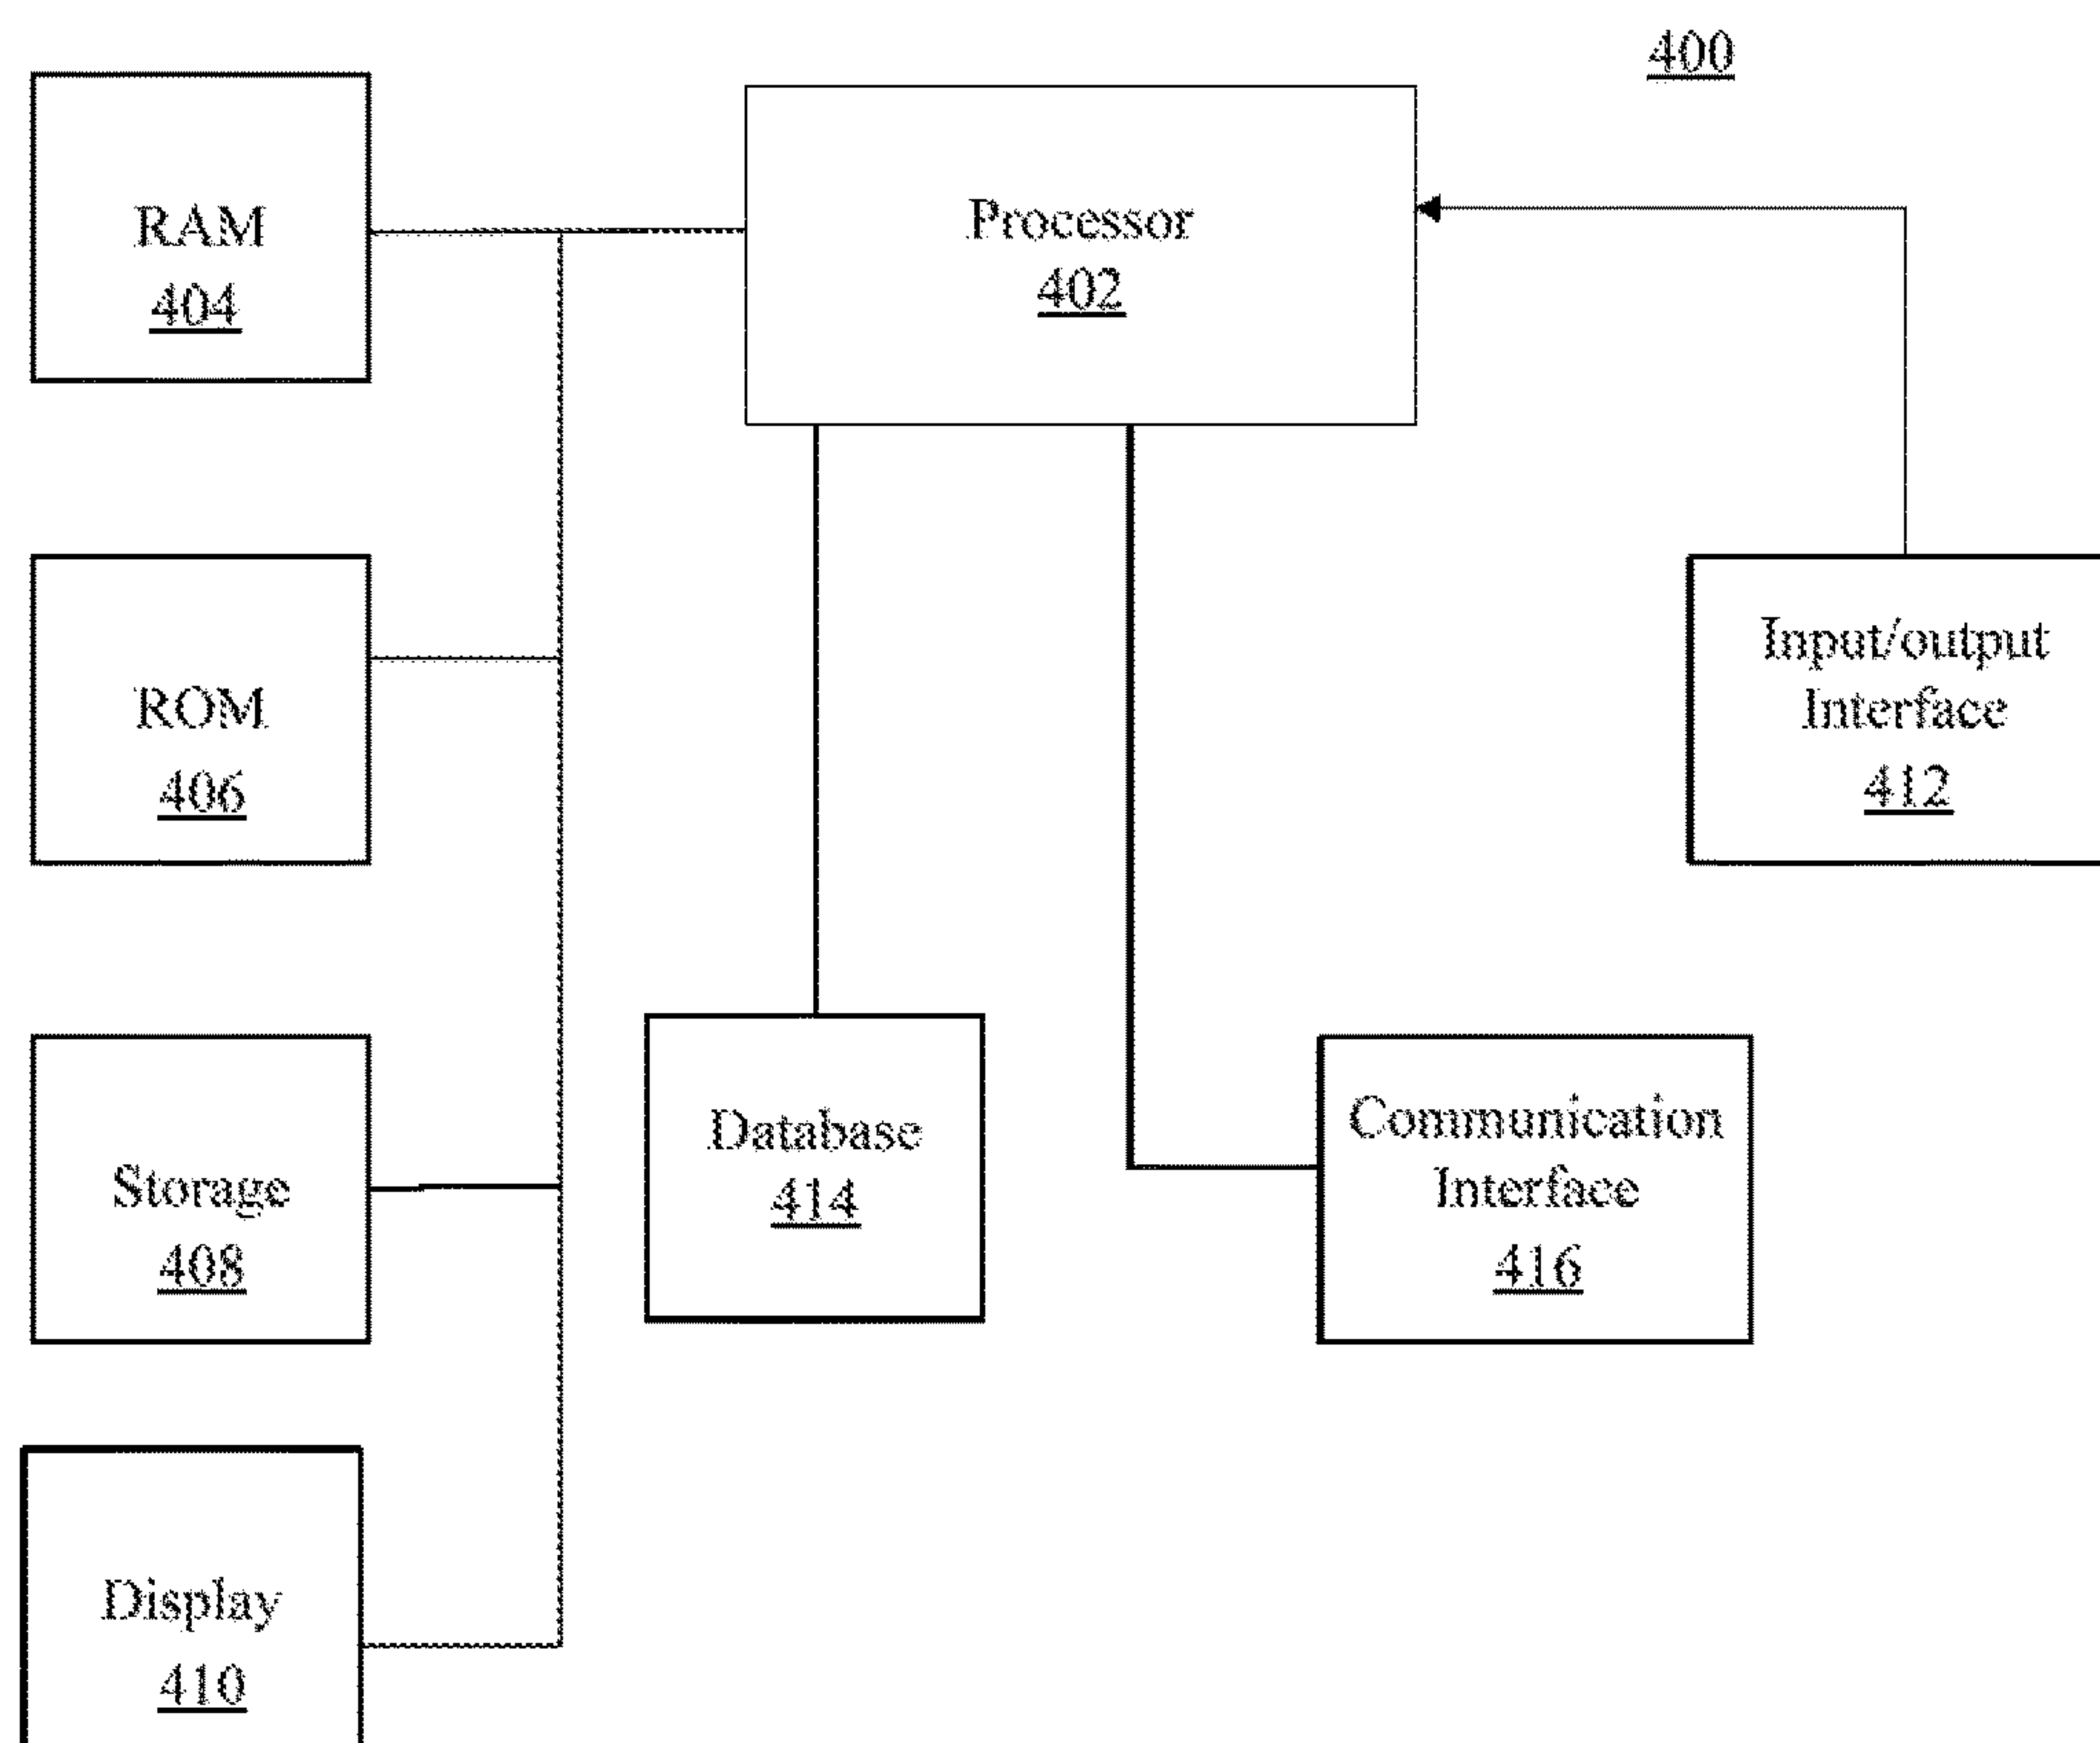 400
RAM
404
Processor
402
ROM
406
Input/output
Interface
412
Storage
408
Database
414
Communication
Interface
416
Display
410